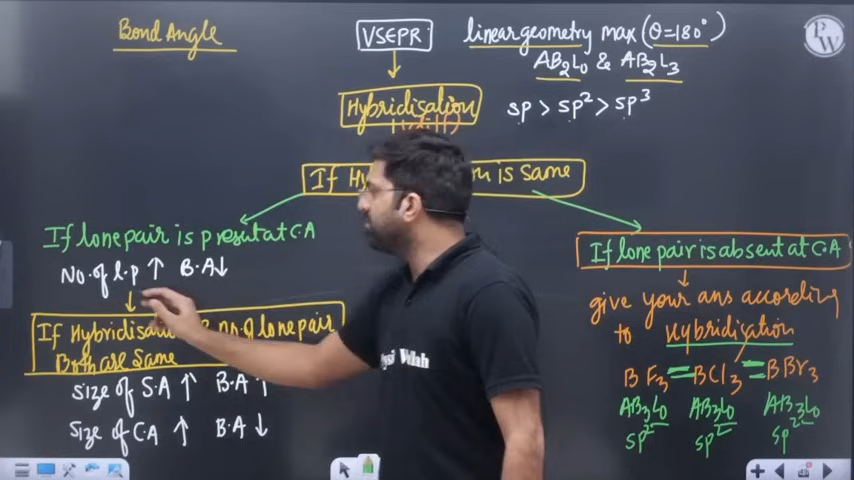 Bond Angle
VSEPR
linear geometry max (θ=180°)
AB₂L₀ & AB₂L₃
Hybridisation
sp > sp² > sp³
If Hy is same
If lone pair is present at C.A
No. of l.p ↑ B.A↓
If Hybridisa no. of lone pair
Both are Same
size of S.A ↑ B.A ↑
size of C.A ↑ B.A ↓
If lone pair is absent at C.A
give your ans according
to Hybridisation
BF₃ = BCl₃ = BBr₃
AB₃L₀ AB₃L₀ AB₃L₀
sp² sp² sp²
PW